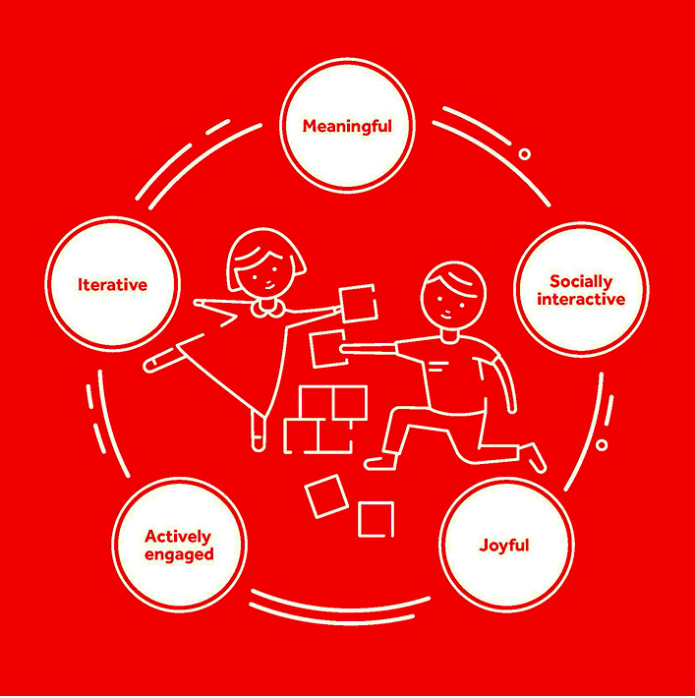 Meaningful
Iterative
Socially
interactive
Actively
engaged
Joyful